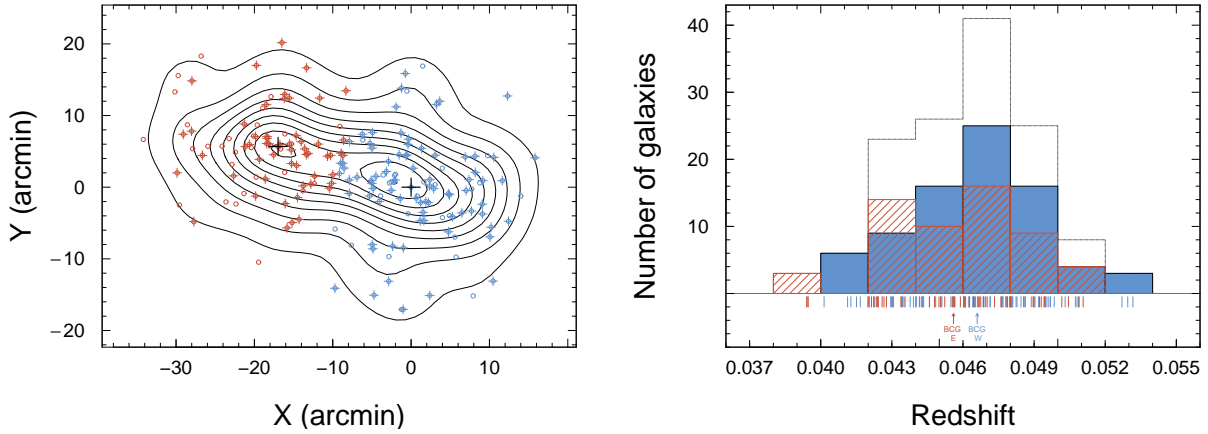 20
10
0
−10
−20
−30
−20
−10
0
10
Y (arcmin)
X (arcmin)
40
30
20
10
Number of galaxies
BCG
E
BCG
W
0.037
0.040
0.043
0.046
0.049
0.052
0.055
Redshift